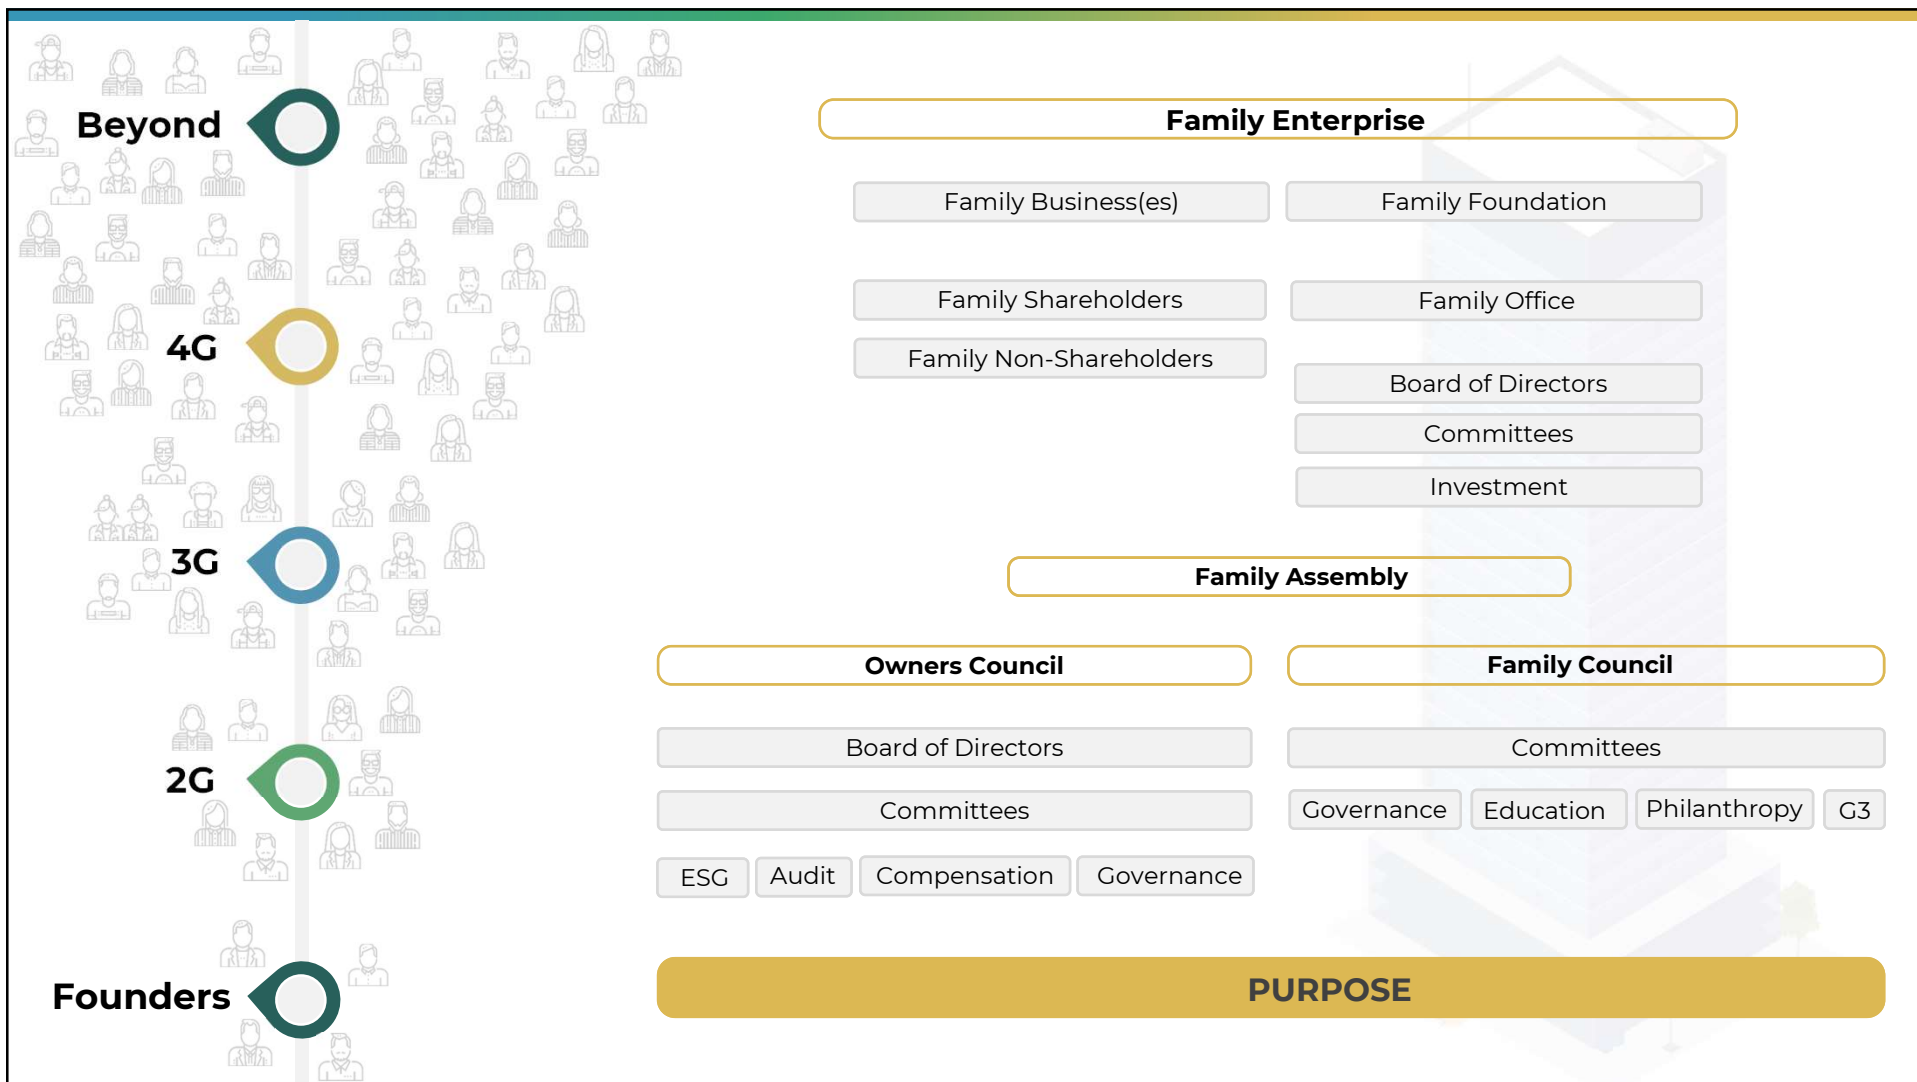 Beyond
4G
3G
2G
Founders
Family Enterprise
Family Business(es)
Family Foundation
Family Shareholders
Family Office
Family Non-Shareholders
Board of Directors
Committees
Investment
Family Assembly
Owners Council
Family Council
Board of Directors
Committees
Committees
Governance
Education
Philanthropy
G3
ESG
Audit
Compensation
Governance
PURPOSE